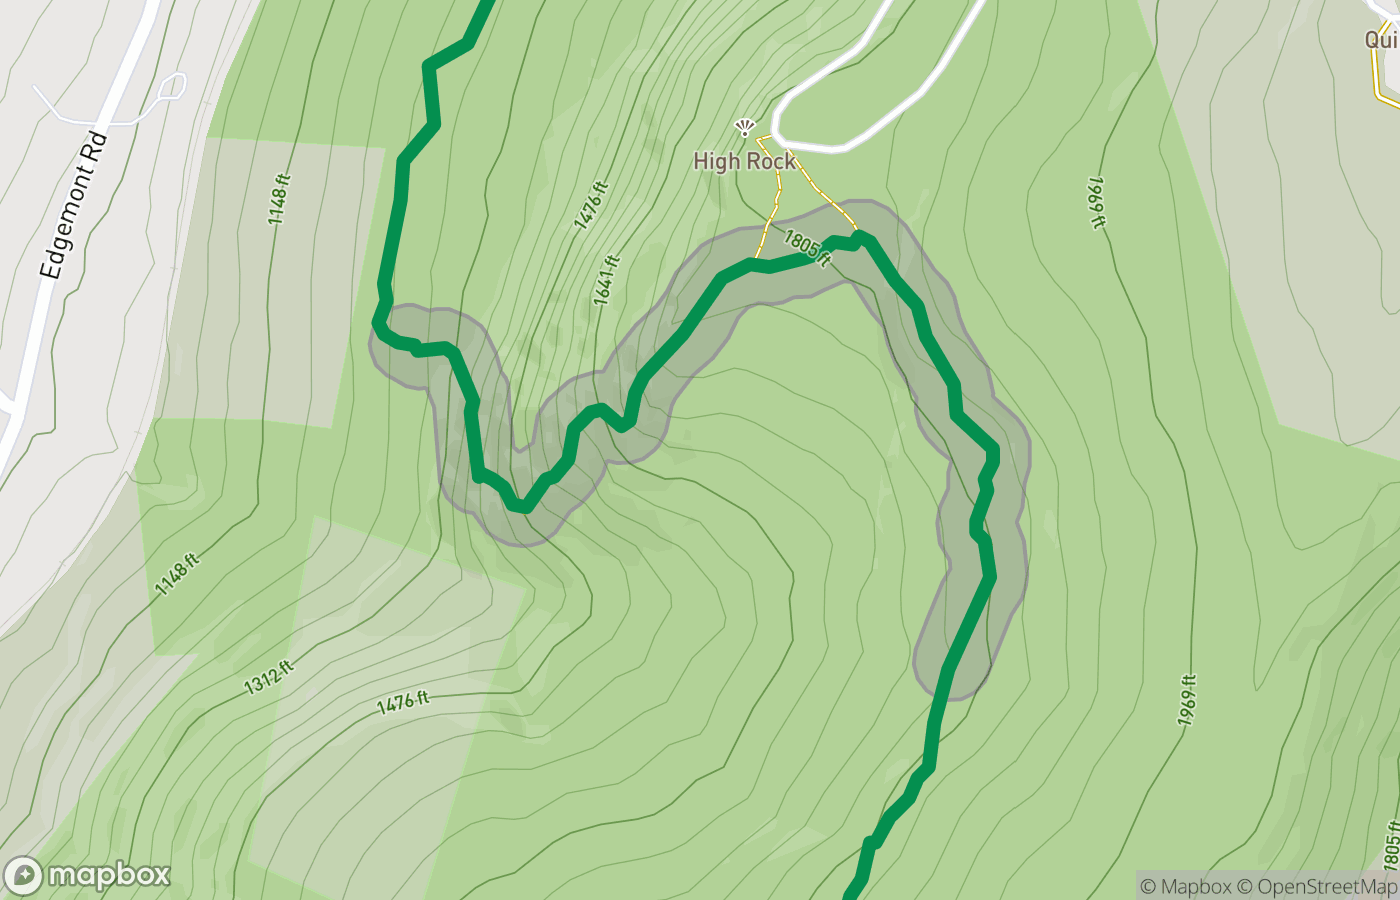 Qui
High Rock
Edgemont Rd
1148 ft
1476 ft
1969 ft
1805 ft
1641 ft
1148 ft
1312 ft
1476 ft
1969 ft
1805 ft
mapbox
© Mapbox © OpenStreetMap